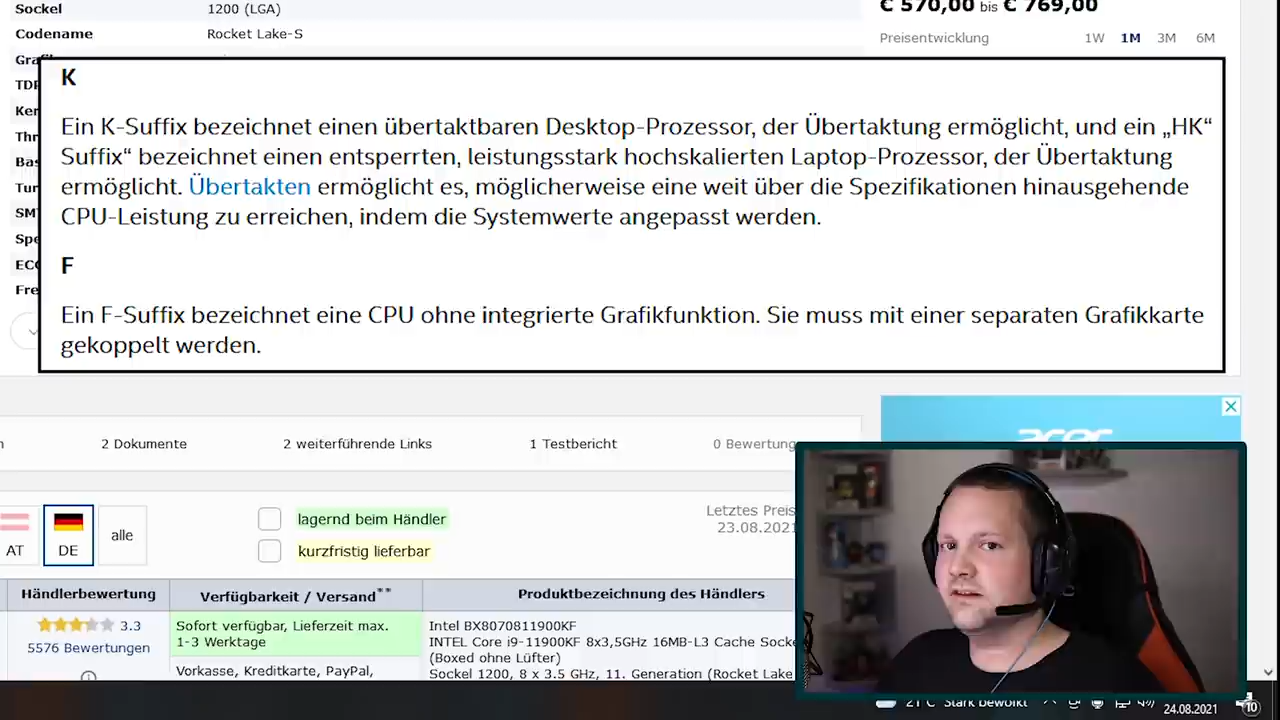 Sockel 1200 (LGA)
€ 570,00 bis € 769,00
Codename Rocket Lake-S
Preisentwicklung 1W 1M 3M 6M
K
Ein K-Suffix bezeichnet einen übertaktbaren Desktop-Prozessor, der Übertaktung ermöglicht, und ein „HK“
Suffix“ bezeichnet einen entsperrten, leistungsstark hochskalierten Laptop-Prozessor, der Übertaktung
ermöglicht. Übertakten ermöglicht es, möglicherweise eine weit über die Spezifikationen hinausgehende
CPU-Leistung zu erreichen, indem die Systemwerte angepasst werden.
F
Ein F-Suffix bezeichnet eine CPU ohne integrierte Grafikfunktion. Sie muss mit einer separaten Grafikkarte
gekoppelt werden.
2 Dokumente 2 weiterführende Links 1 Testbericht 0 Bewertung
acer
AT DE alle
lagernd beim Händler
kurzfristig lieferbar
Letztes Preis
23.08.2021
Händlerbewertung Verfügbarkeit / Versand** Produktbezeichnung des Händlers
3.3
5576 Bewertungen
Sofort verfügbar, Lieferzeit max.
1-3 Werktage
Vorkasse, Kreditkarte, PayPal,
Intel BX8070811900KF
INTEL Core i9-11900KF 8x3,5GHz 16MB-L3 Cache Socke
(Boxed ohne Lüfter)
Sockel 1200, 8 x 3.5 GHz, 11. Generation (Rocket Lake
21°C Stark bewölkt
24.08.2021
10